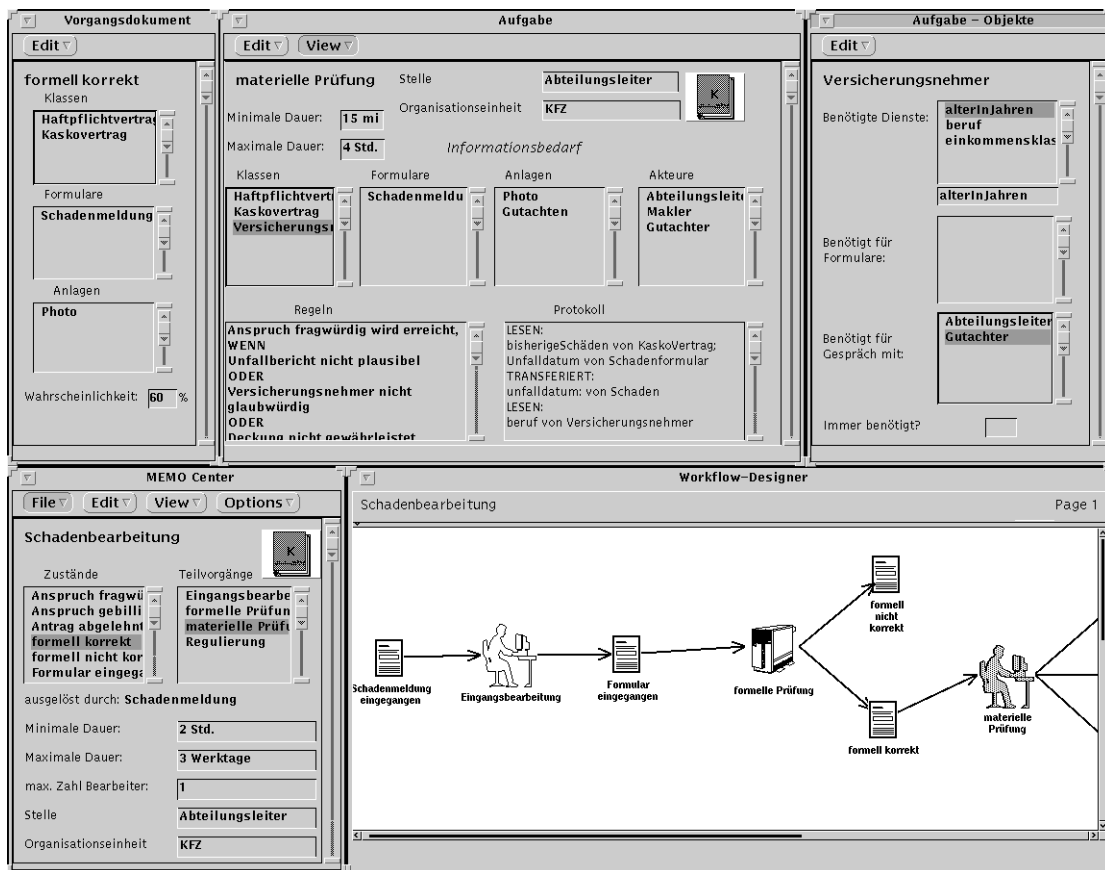 Vorgangsdokument
Edit
formell korrekt
Klassen
Haftpflichtvertrag
Kaskovertrag
Formulare
Schadenmeldung
Anlagen
Photo
Wahrscheinlichkeit: 60 %
Aufgabe
Edit View
materielle Prüfung
Stelle Abteilungsleiter
Organisationseinheit KFZ
K
Minimale Dauer: 15 mi
Maximale Dauer: 4 Std.
Informationsbedarf
Klassen Formulare Anlagen Akteure
Haftpflichtvert Schadenmeldu Photo Abteilungsleite
Kaskovertrag Gutachten Makler
Versicherungsr Gutachter
Regeln
Anspruch fragwürdig wird erreicht,
WENN
Unfallbericht nicht plausibel
ODER
Versicherungsnehmer nicht
glaubwürdig
ODER
Deckung nicht gewährleistet
Protokoll
LESEN:
bisherigeSchäden von KaskoVertrag;
Unfalldatum von Schadenformular
TRANSFERIERT:
unfalldatum: von Schaden
LESEN:
beruf von Versicherungsnehmer
Aufgabe – Objekte
Edit
Versicherungsnehmer
Benötigte Dienste:
alterInJahren
beruf
einkommensklas
alterInJahren
Benötigt für
Formulare:
Benötigt für
Gespräch mit:
Abteilungsleiter
Gutachter
Immer benötigt?
MEMO Center
File Edit View Options
Schadenbearbeitung
K
Zustände
Anspruch fragwü
Anspruch gebilli
Antrag abgelehnt
formell korrekt
formell nicht kor
Formular eingega
Teilvorgänge
Eingangsbearbe
formelle Prüfun
materielle Prüfu
Regulierung
ausgelöst durch: Schadenmeldung
Minimale Dauer: 2 Std.
Maximale Dauer: 3 Werktage
max. Zahl Bearbeiter: 1
Stelle Abteilungsleiter
Organisationseinheit KFZ
Workflow–Designer
Schadenbearbeitung Page 1
Schadenmeldung
eingegangen
Eingangsbearbeitung
Formular
eingegangen
formelle Prüfung
formell
nicht
korrekt
formell korrekt
materielle
Prüfung